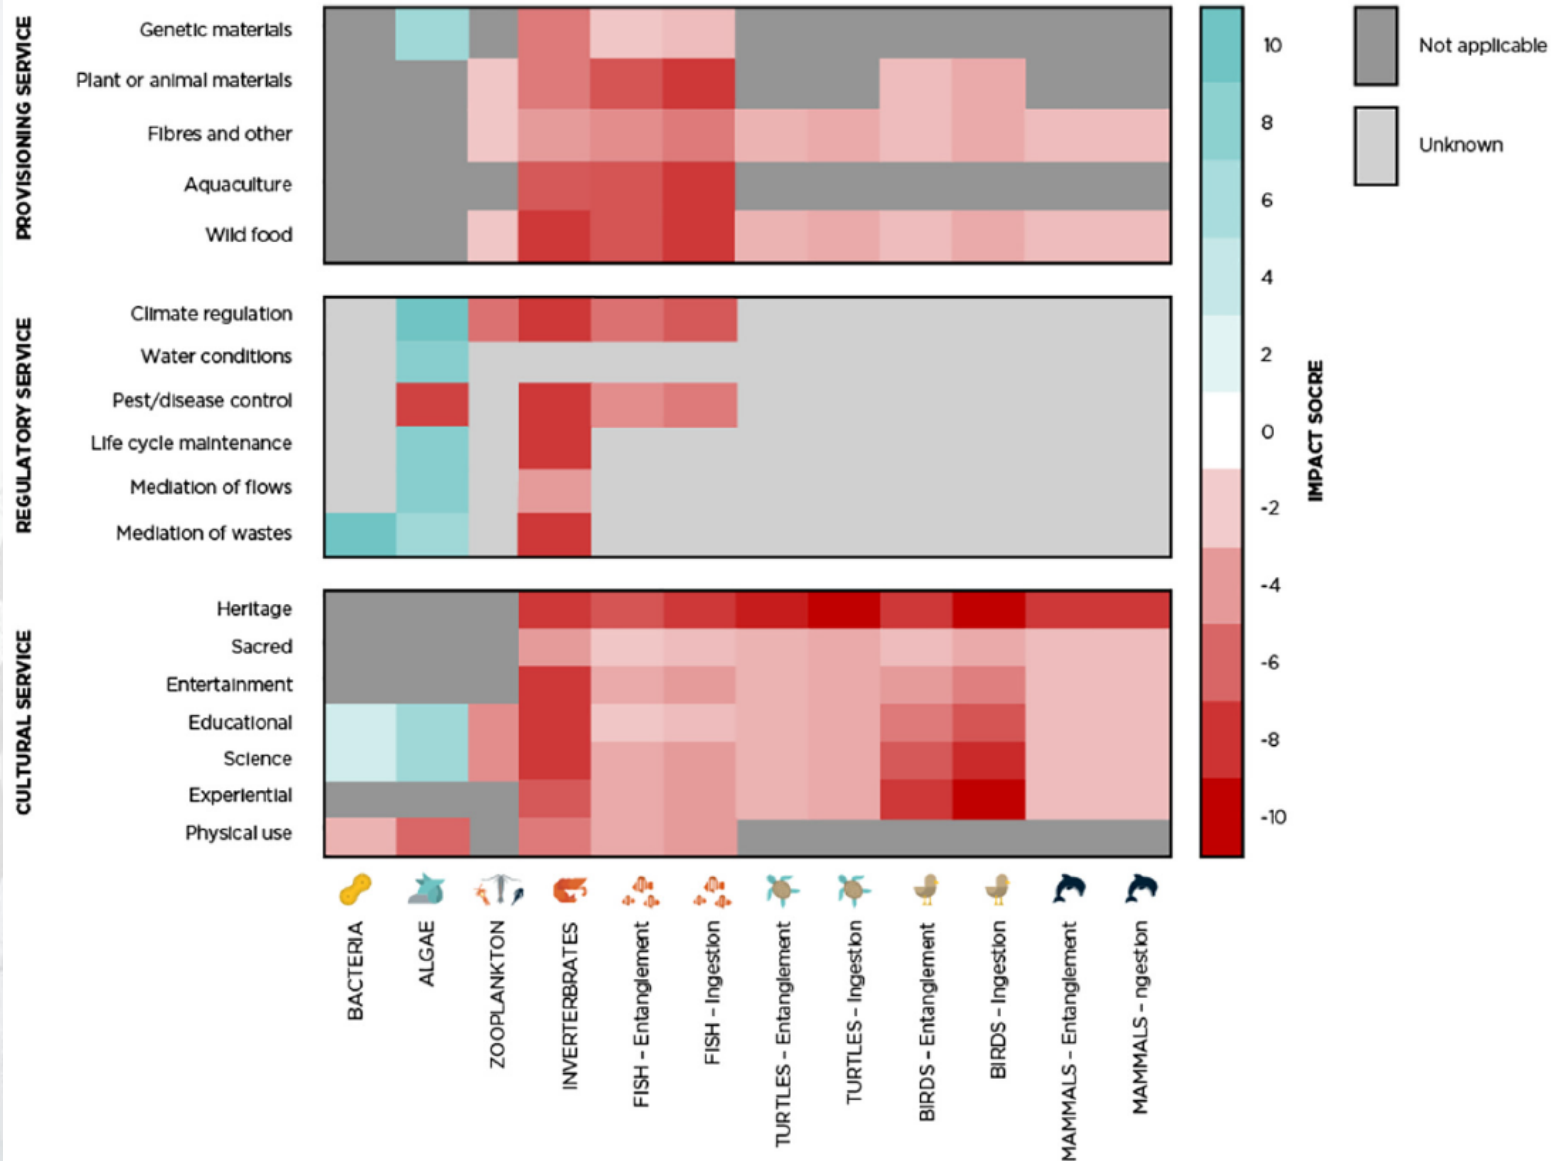 PROVISIONING SERVICE
Genetic materials
Plant or animal materials
Fibres and other
Aquaculture
Wild food
REGULATORY SERVICE
Climate regulation
Water conditions
Pest/disease control
Life cycle maintenance
Mediation of flows
Mediation of wastes
CULTURAL SERVICE
Heritage
Sacred
Entertainment
Educational
Science
Experiential
Physical use
BACTERIA
ALGAE
ZOOPLANKTON
INVERTERBRATES
FISH – Entanglement
FISH – Ingestion
TURTLES – Entanglement
TURTLES – Ingestion
BIRDS – Entanglement
BIRDS – Ingestion
MAMMALS – Entanglement
MAMMALS – ngestion
10
8
6
4
2
0
-2
-4
-6
-8
-10
IMPACT SOCRE
Not applicable
Unknown